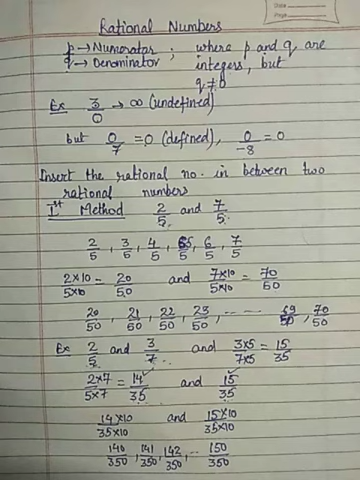 Date
Page
Rational Numbers
p → Numerator ; where p and q are
q → Denominator integers, but
q ≠ 0
Ex 3/0 → ∞ (undefined)
but 0/7 = 0 (defined), 0/-8 = 0
Insert the rational no. in between two
rational numbers
Ist Method 2/5 and 7/5.
2/5, 3/5, 4/5, 5/5, 6/5, 7/5
2×10/5×10 = 20/50 and 7×10/5×10 = 70/50
20/50, 21/50, 22/50, 23/50, ---- 69/50, 70/50
Ex 2/5 and 3/7 and 3×5/7×5 = 15/35
2×7/5×7 = 14/35 and 15/35
14×10/35×10 and 15×10/35×10
140/350, 141/350, 142/350, -- 150/350